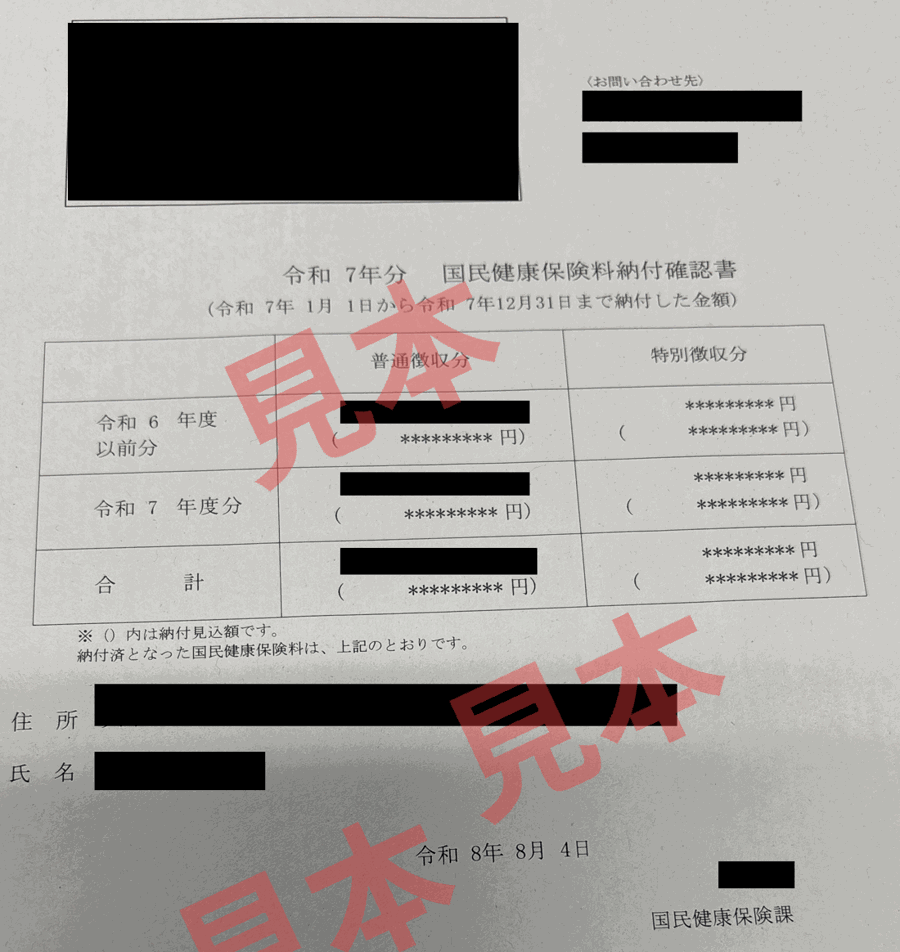 〈お問い合わせ先〉
令和 7年分 国民健康保険料納付確認書
(令和 7年 1月 1日から令和 7年12月31日まで納付した金額)
普通徴収分 特別徴収分
令和 6 年度
以前分
*********円
( *********円) ( *********円)
令和 7 年度分
*********円
( *********円) ( *********円)
合 計
*********円
( *********円) ( *********円)
※（）内は納付見込額です。
納付済となった国民健康保険料は、上記のとおりです。
住 所
氏 名
令和 8年 8月 4日
国民健康保険課
見本
見本
見本